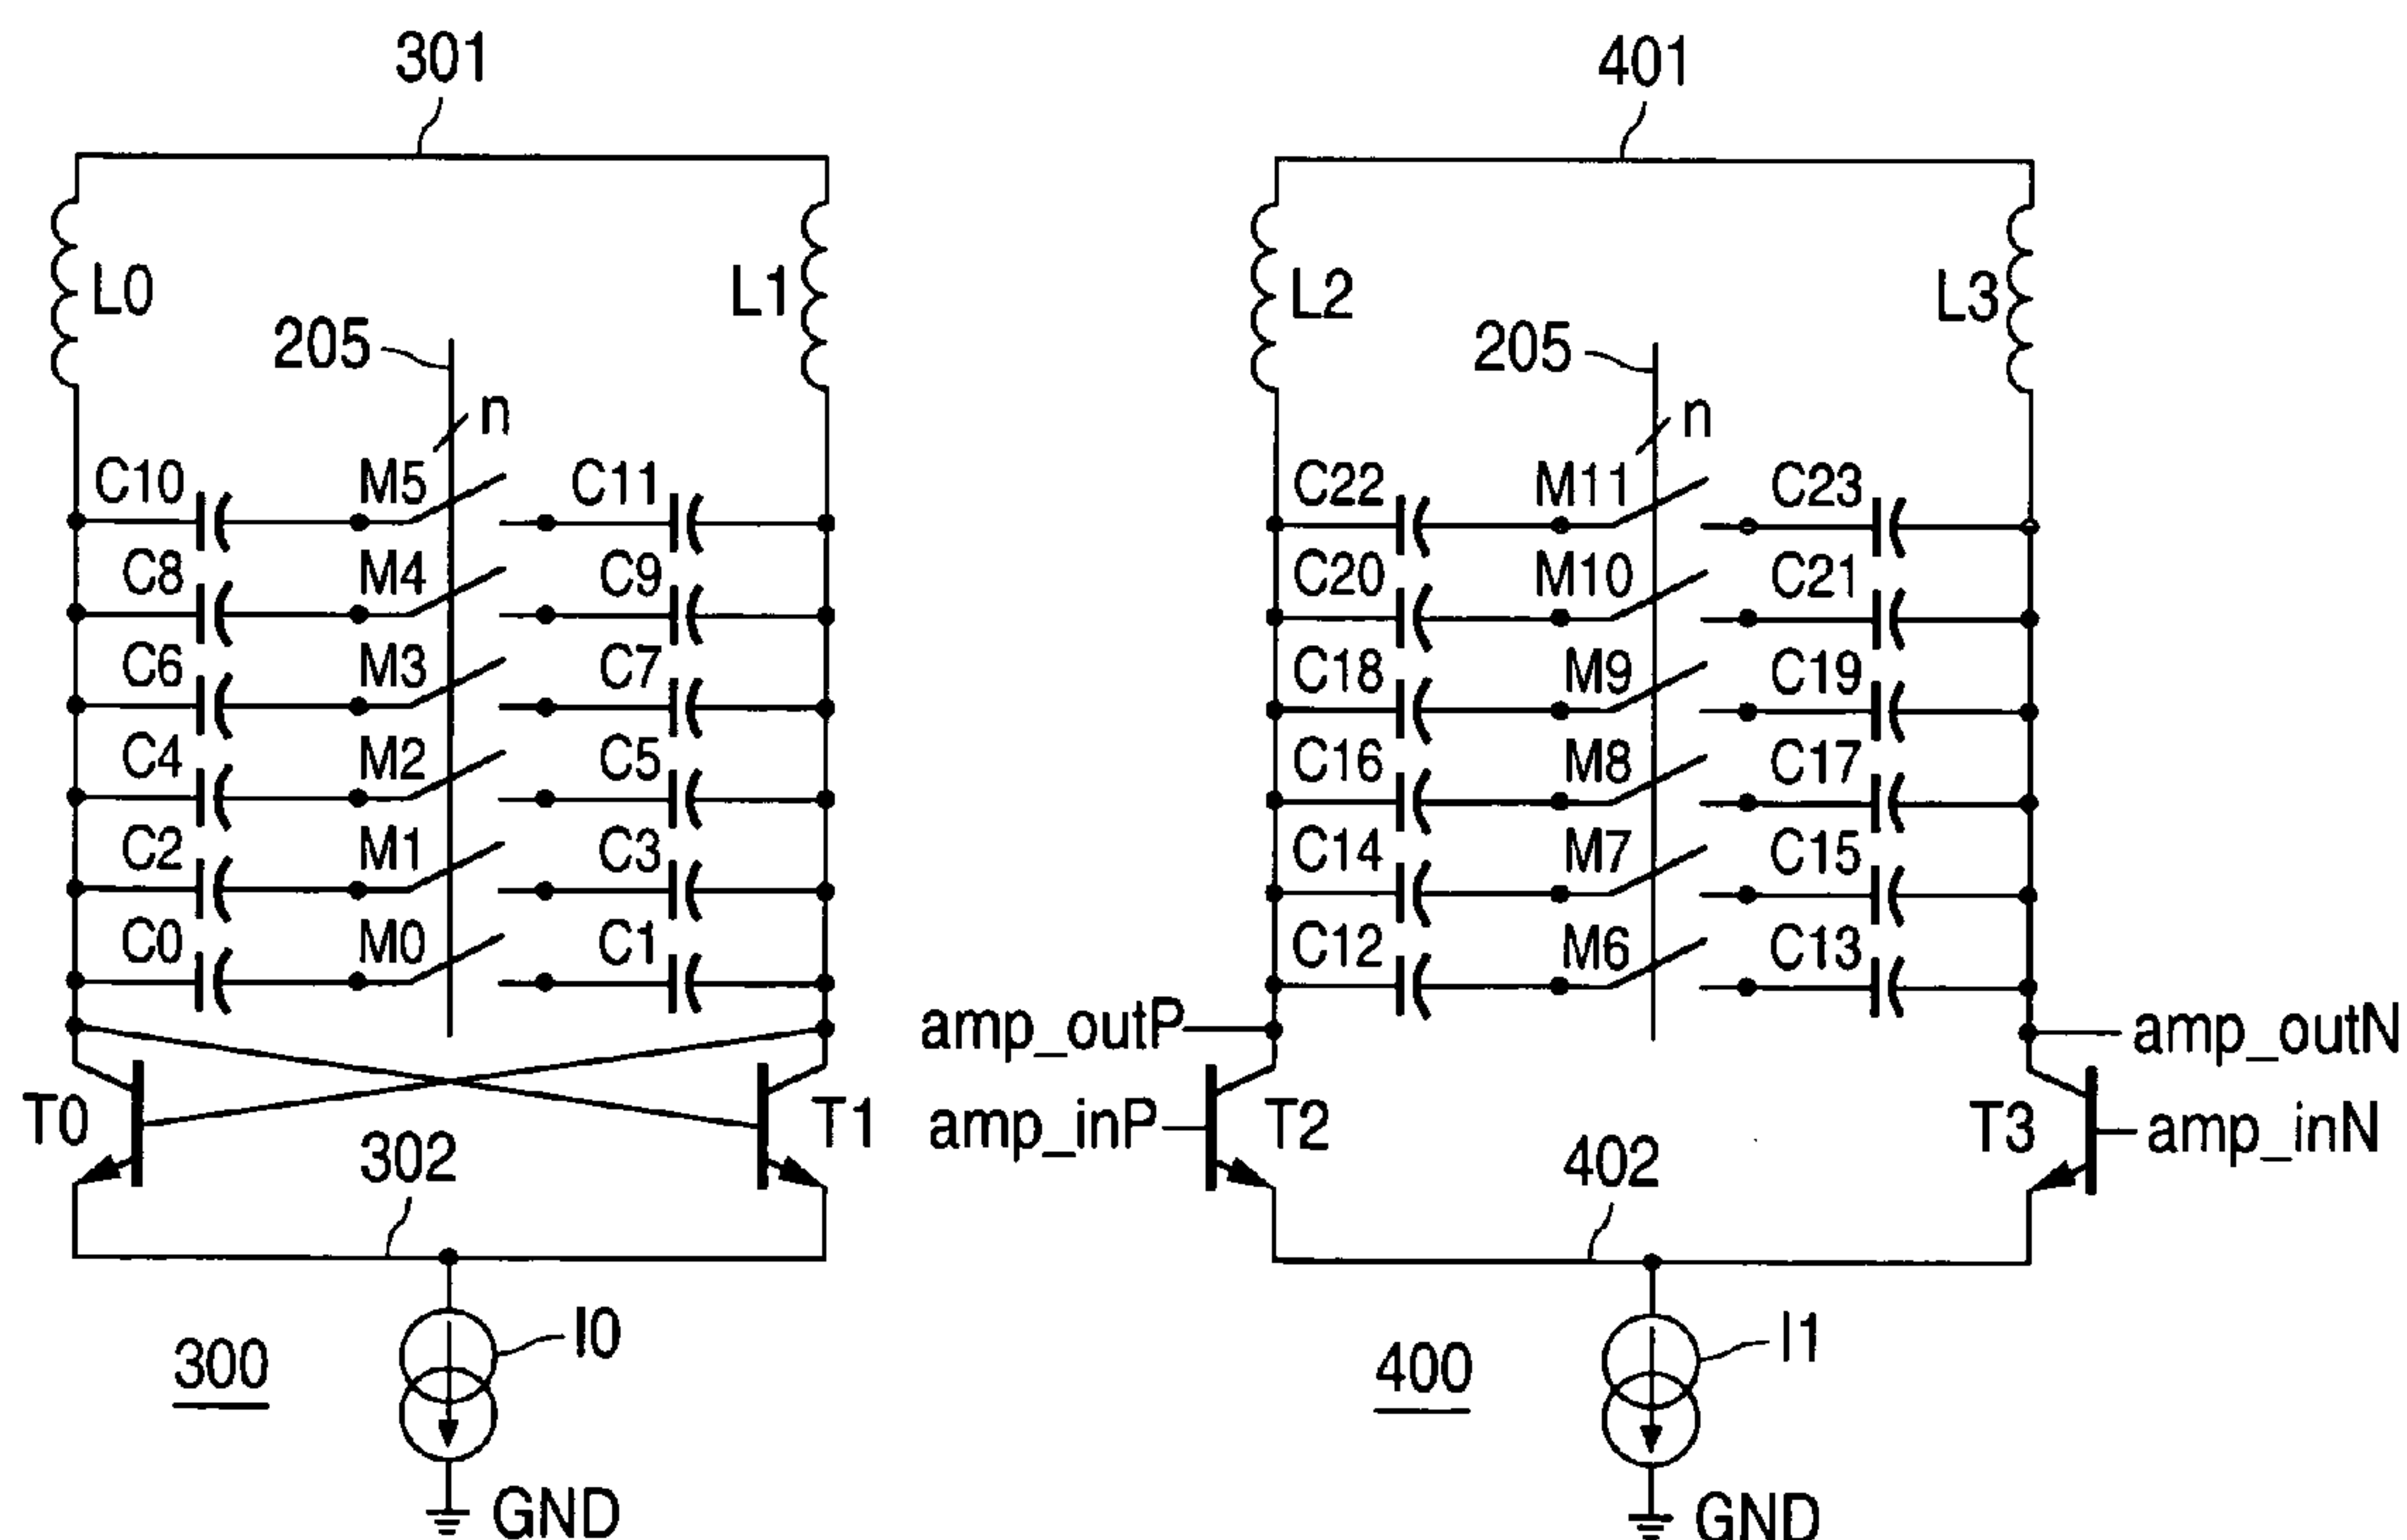 301
401
L0
L1
L2
L3
205
205
n
n
C10 M5 C11
C22 M11 C23
C8 M4 C9
C20 M10 C21
C6 M3 C7
C18 M9 C19
C4 M2 C5
C16 M8 C17
C2 M1 C3
C14 M7 C15
C0 M0 C1
C12 M6 C13
amp_outP
amp_outN
T0
T1
amp_inP
T2
T3
amp_inN
302
402
I0
I1
300
400
GND
GND